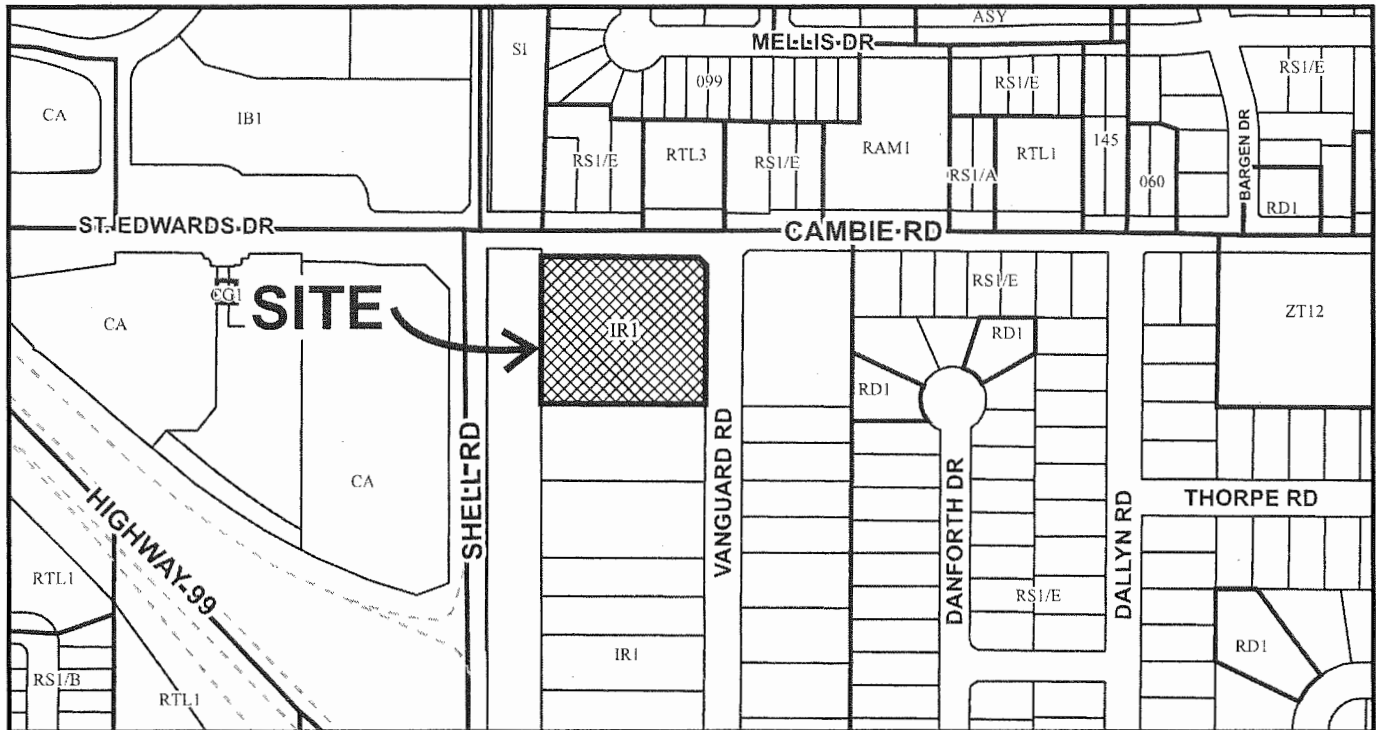 ASY
S1
MELLIS DR
RS1/E
RS1/E
CA
IB1
099
RS1/E
RTL3
RS1/E
RAM1
RS1/A
RTL1
145
060
BARGEN DR
RD1
ST. EDWARDS DR
CAMBIE RD
CG1
SITE
CA
IR1
RS1/E
RD1
ZT12
RD1
SHELL RD
VANGUARD RD
DANFORTH DR
DALLYN RD
THORPE RD
CA
HIGHWAY 99
RTL1
RS1/E
IR1
RD1
RS1/B
RTL1